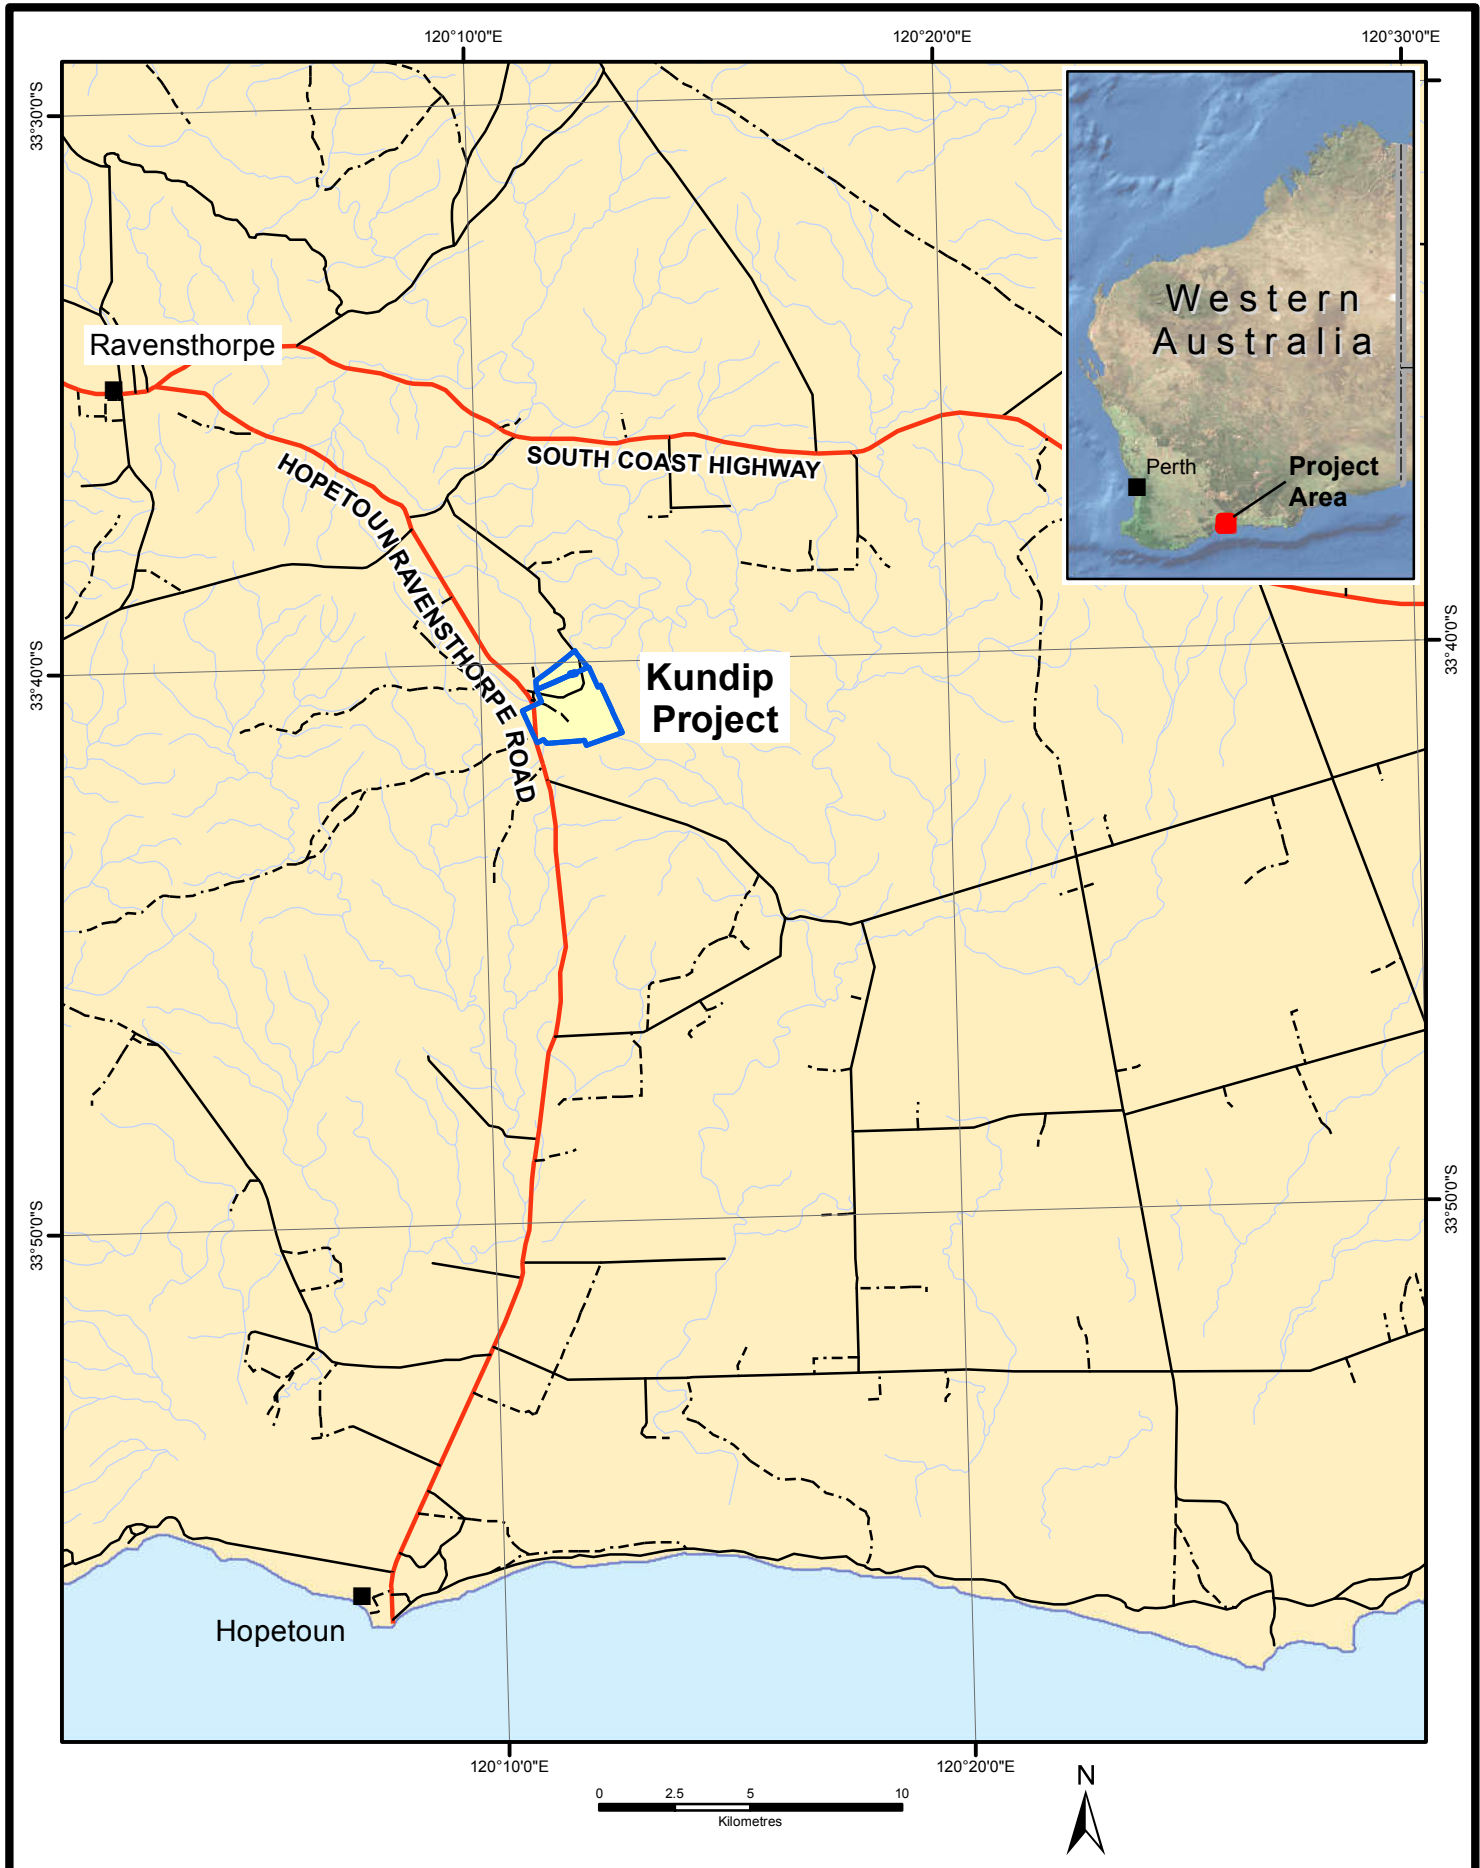 120°10'0"E
120°20'0"E
120°30'0"E
33°30'0"S
Western
Australia
Ravensthorpe
SOUTH COAST HIGHWAY
Perth
Project
Area
HOPETOUN RAVENSTHORPE ROAD
33°40'0"S
33°40'0"S
Kundip
Project
33°50'0"S
33°50'0"S
Hopetoun
120°10'0"E
120°20'0"E
N
0 2.5 5 10
Kilometres